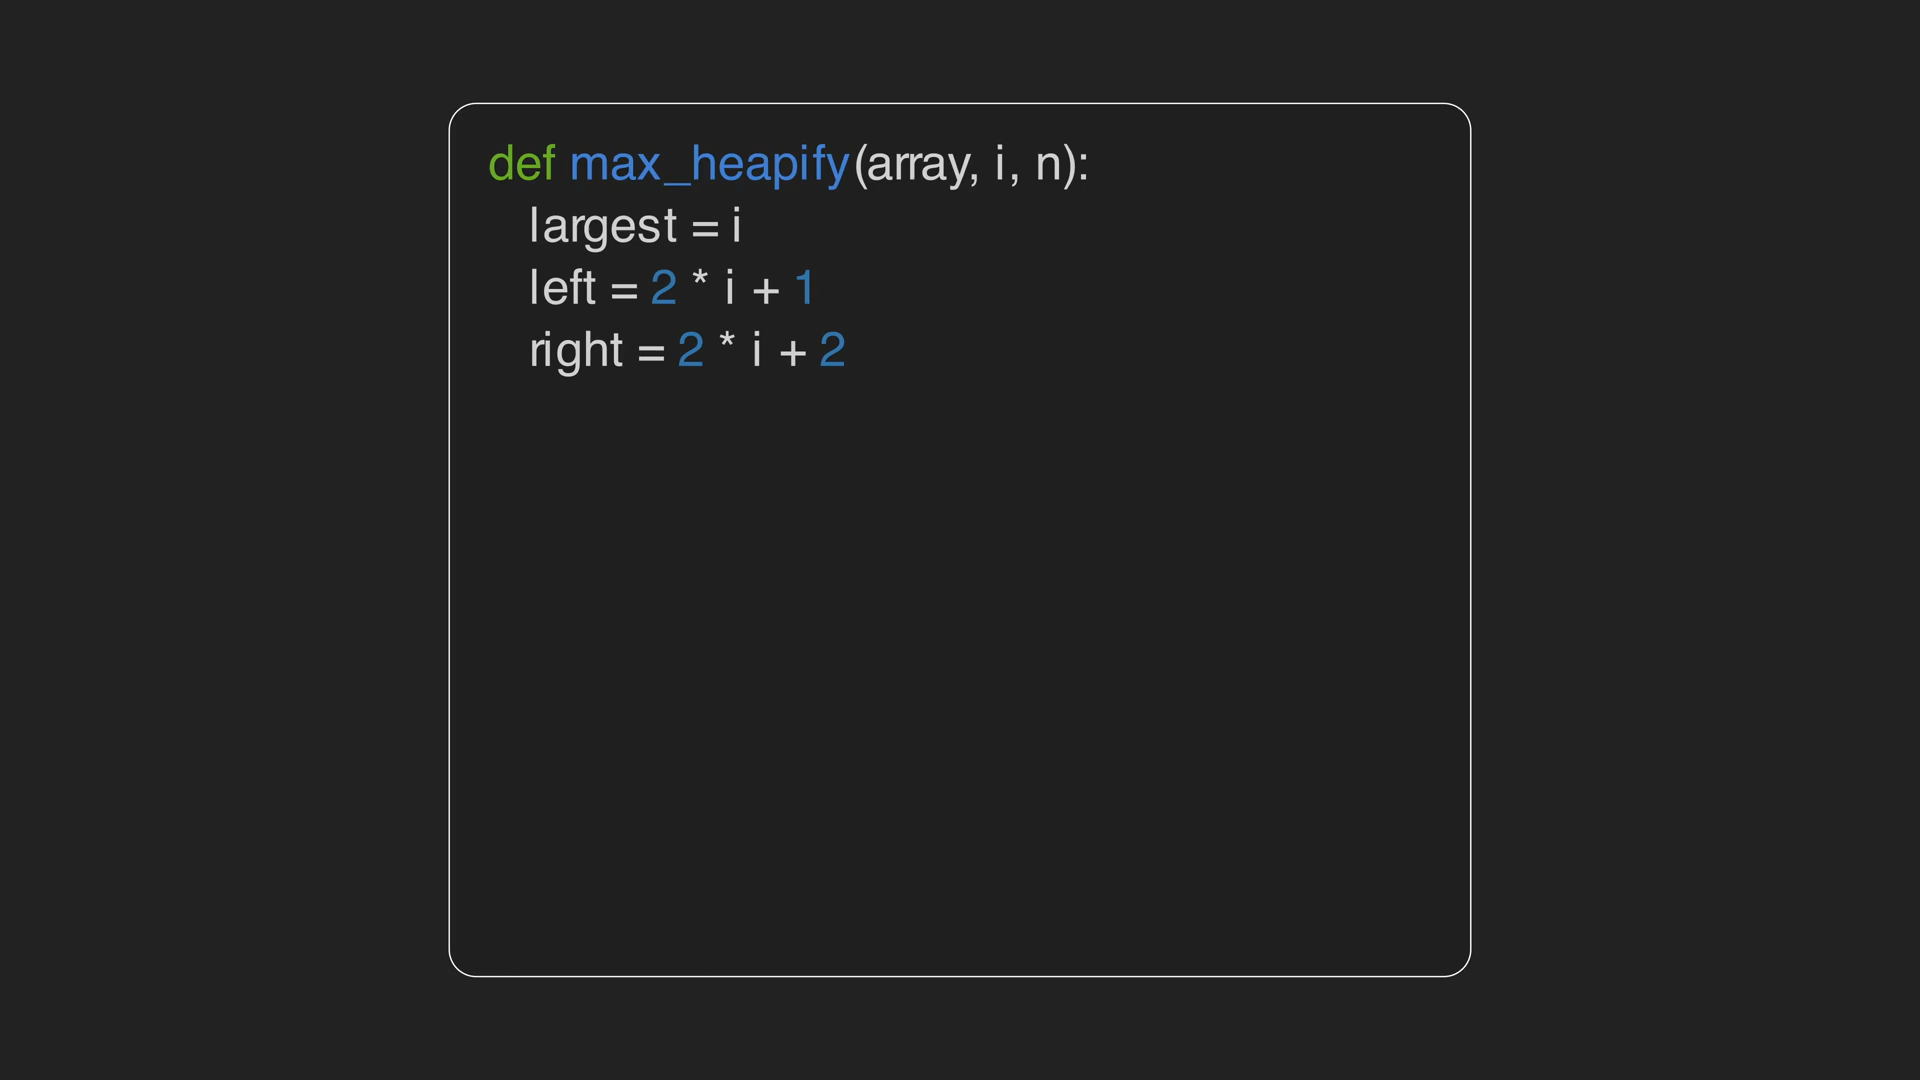 def max_heapify(array, i, n):
largest = i
left = 2 * i + 1
right = 2 * i + 2